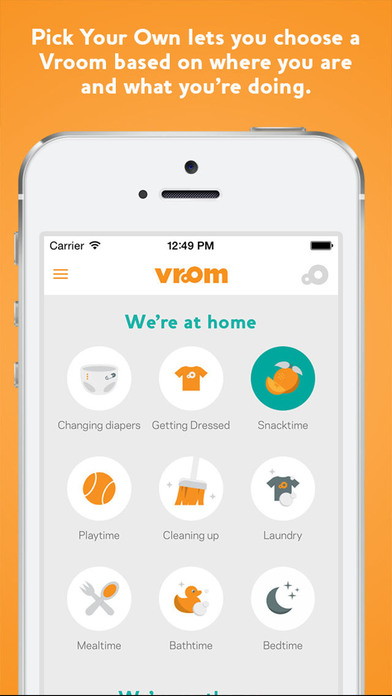 Pick Your Own lets you choose a
Vroom based on where you are
and what you're doing.
Carrier 12:49 PM
vroom
We're at home
Changing diapers Getting Dressed Snacktime
Playtime Cleaning up Laundry
Mealtime Bathtime Bedtime